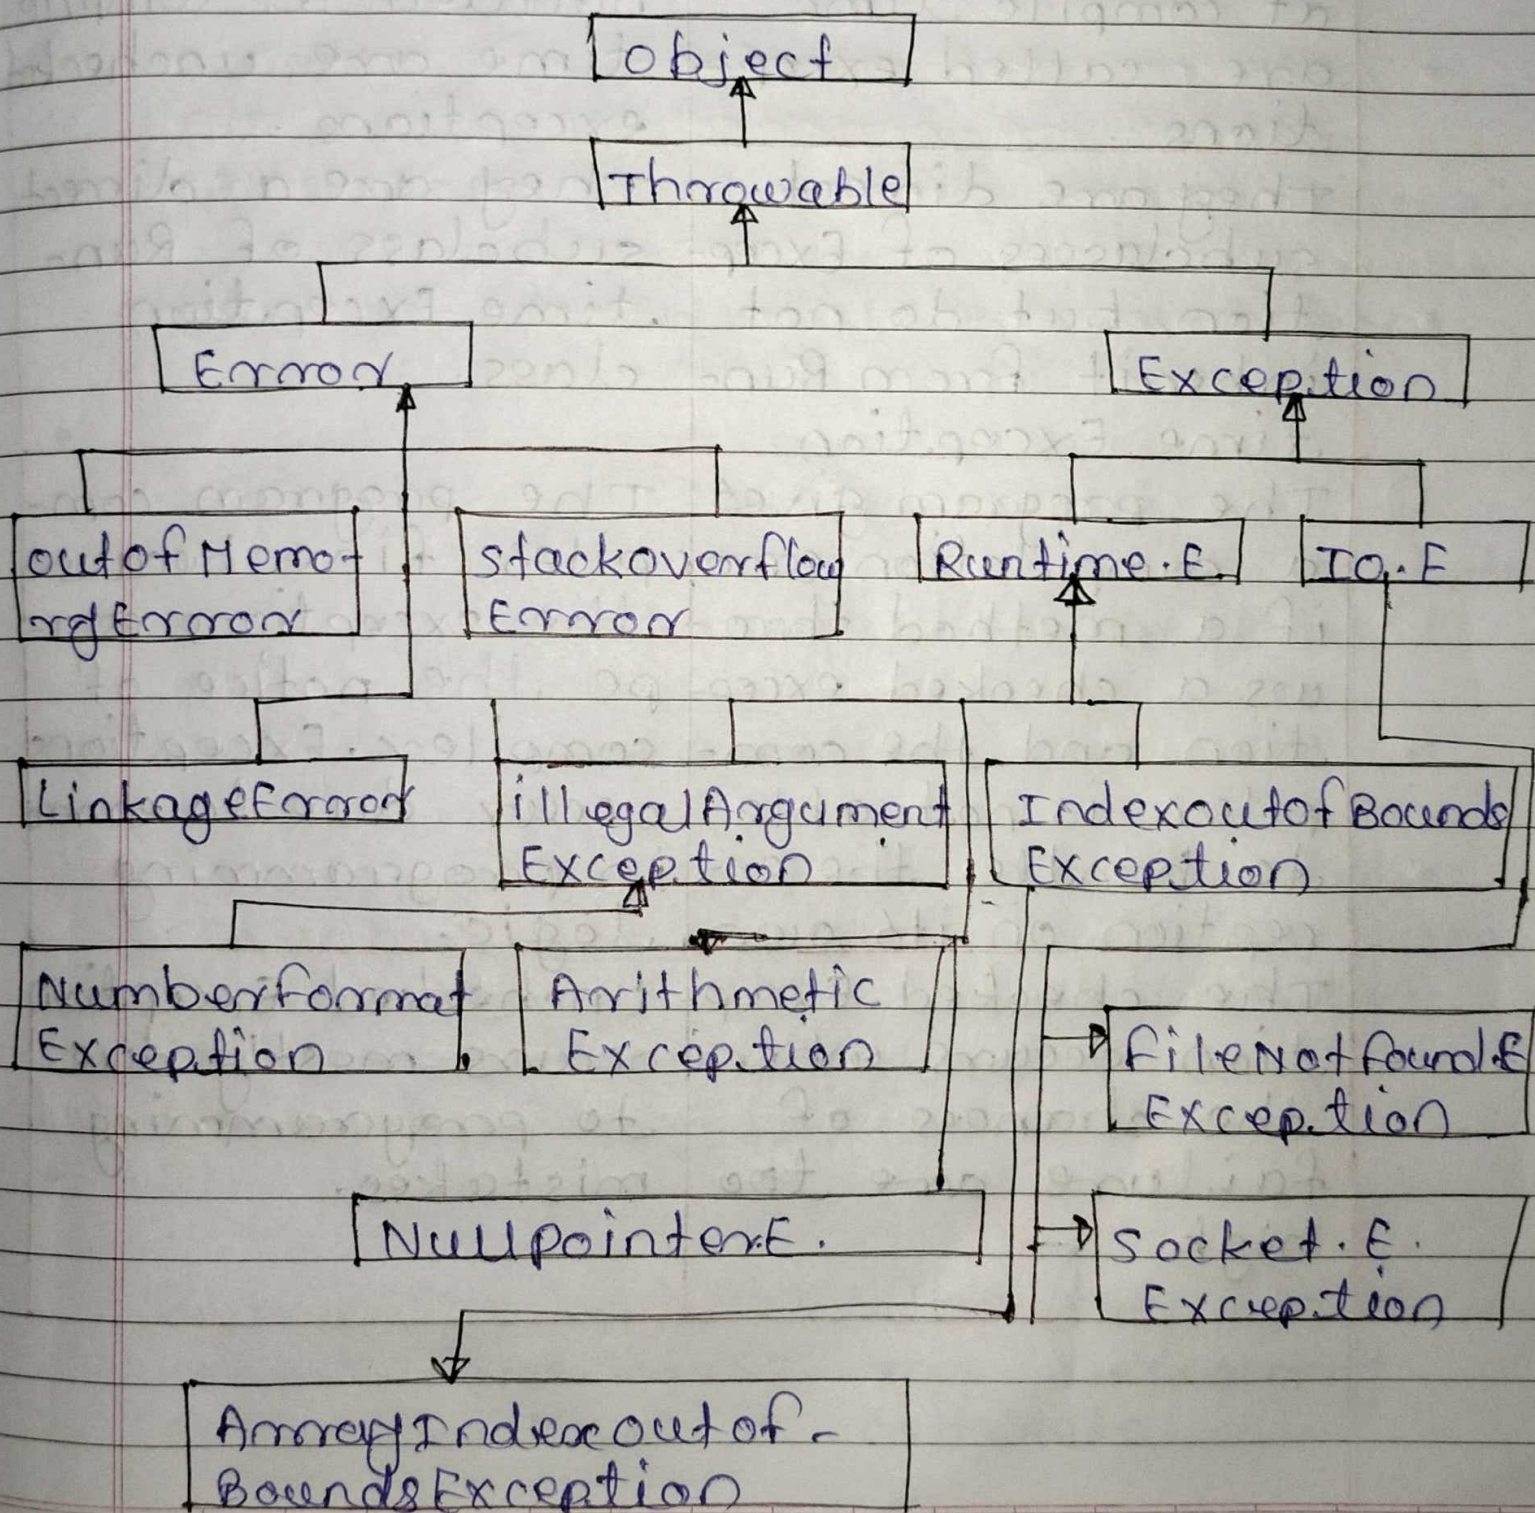 Object
Throwable
Error
Exception
outofMemo
ryError
stackoverflow
Error
Runtime.E.
IO.E
LinkageError
illegalArgument
Exception
IndexoutofBounds
Exception
Numberformat
Exception
Arithmetic
Exception
fileNotfound.E
Exception
Nullpointer.E.
Socket.E.
Exception
ArrayIndexoutof-
BoundsException